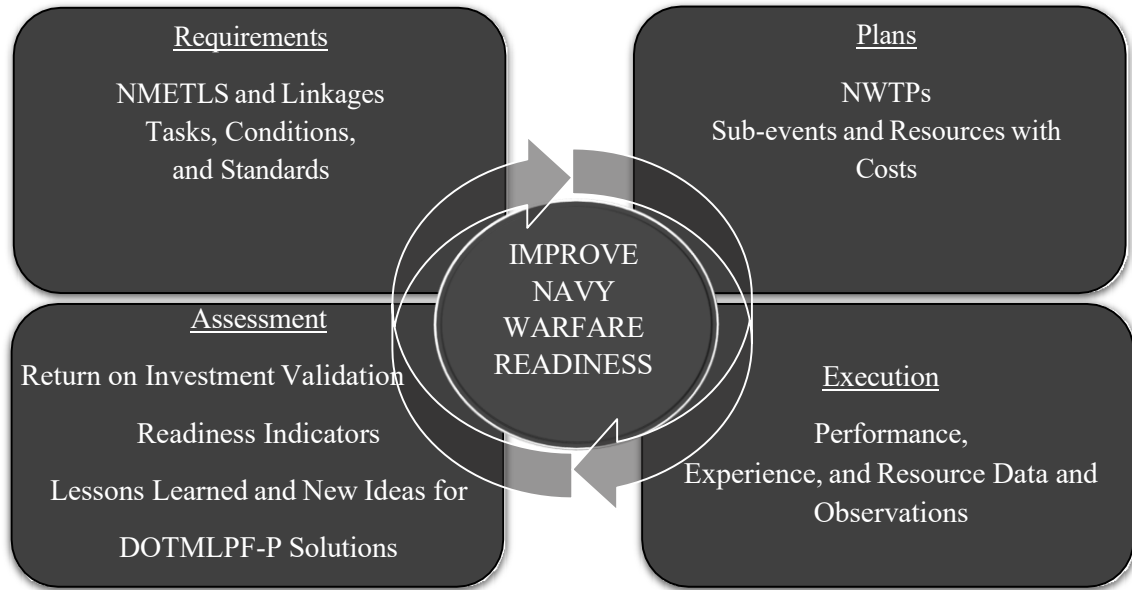 Requirements
NMETLS and Linkages
Tasks, Conditions,
and Standards
Plans
NWTPs
Sub-events and Resources with
Costs
IMPROVE
NAVY
WARFARE
READINESS
Assessment
Return on Investment Validation
Readiness Indicators
Lessons Learned and New Ideas for
DOTMLPF-P Solutions
Execution
Performance,
Experience, and Resource Data and
Observations